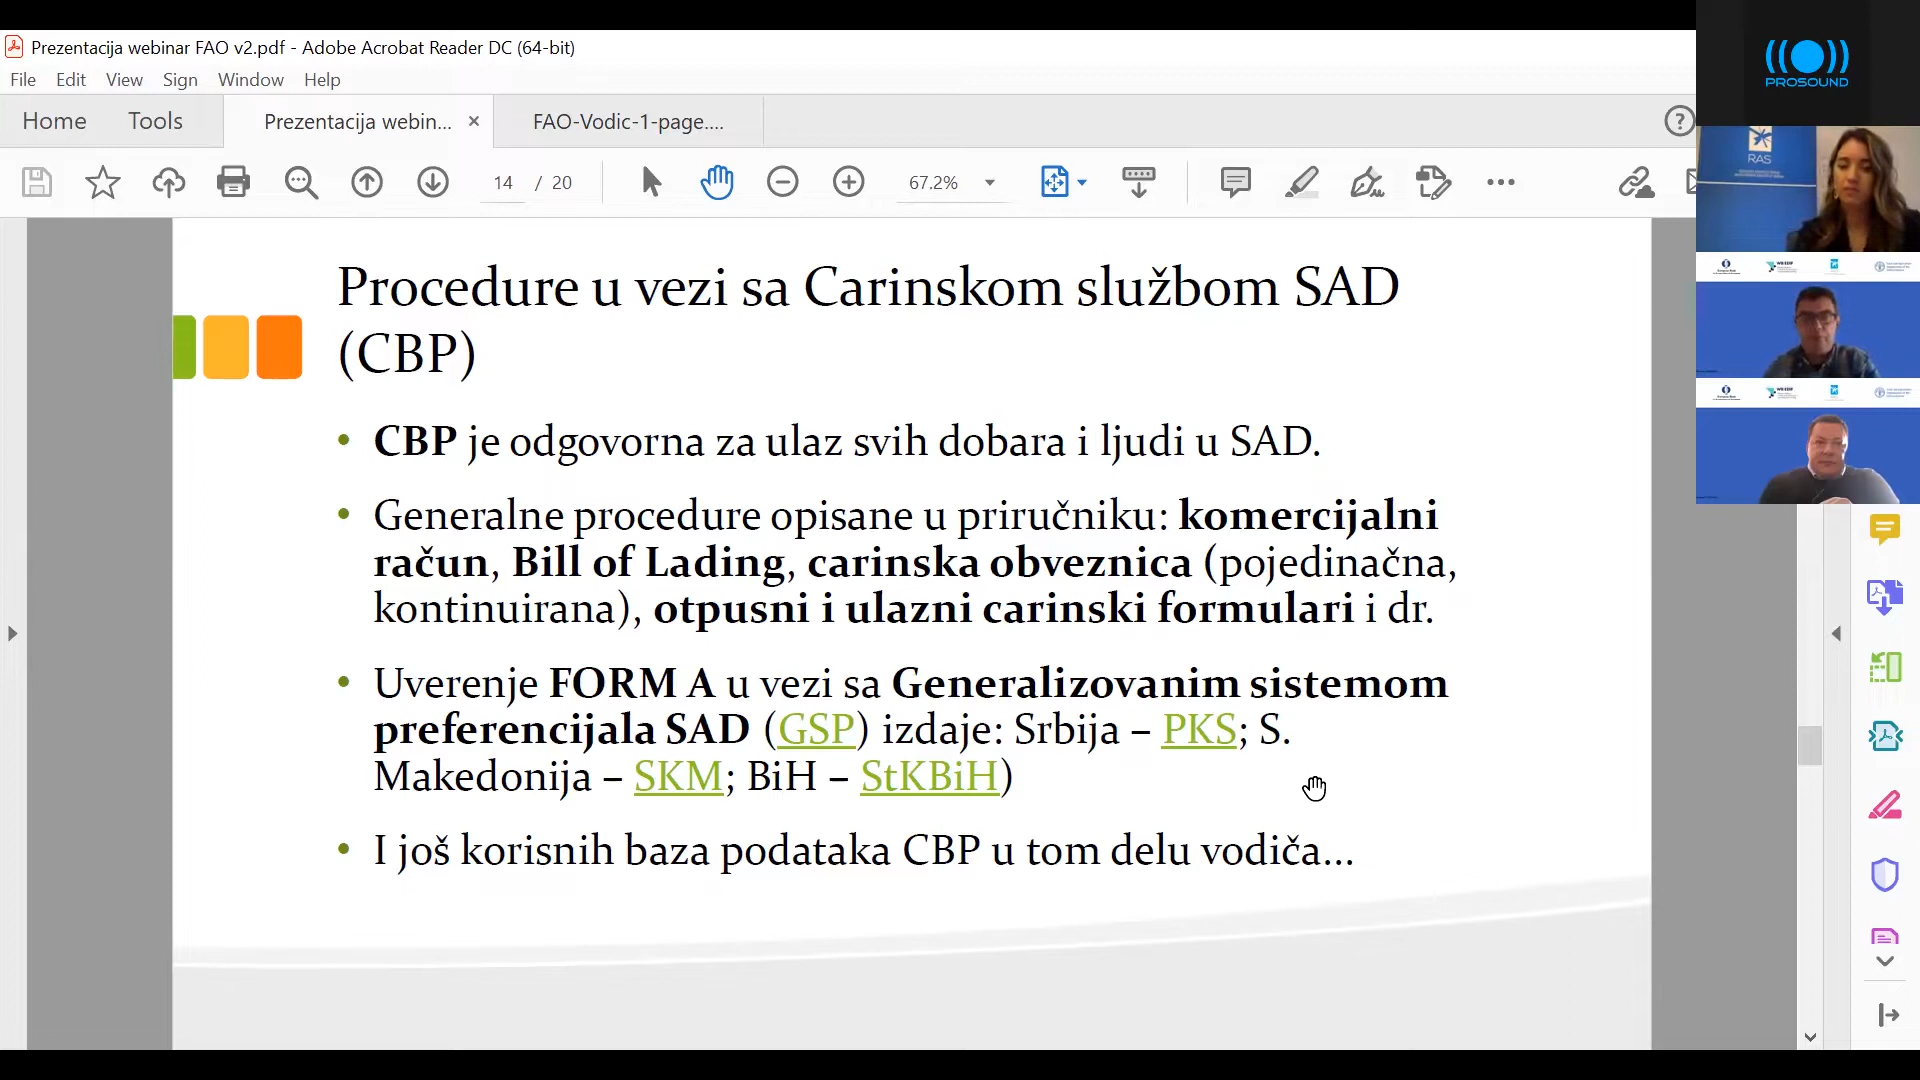 Prezentacija webinar FAO v2.pdf - Adobe Acrobat Reader DC (64-bit)
File Edit View Sign Window Help
Home Tools Prezentacija webin... × FAO-Vodic-1-page....
14 / 20 67.2%
PROSOUND
RAS
Procedure u vezi sa Carinskom službom SAD
(CBP)
• CBP je odgovorna za ulaz svih dobara i ljudi u SAD.
• Generalne procedure opisane u priručniku: komercijalni
račun, Bill of Lading, carinska obveznica (pojedinačna,
kontinuirana), otpusni i ulazni carinski formulari i dr.
• Uverenje FORM A u vezi sa Generalizovanim sistemom
preferencijala SAD (GSP) izdaje: Srbija – PKS; S.
Makedonija – SKM; BiH – StKBiH)
• I još korisnih baza podataka CBP u tom delu vodiča...